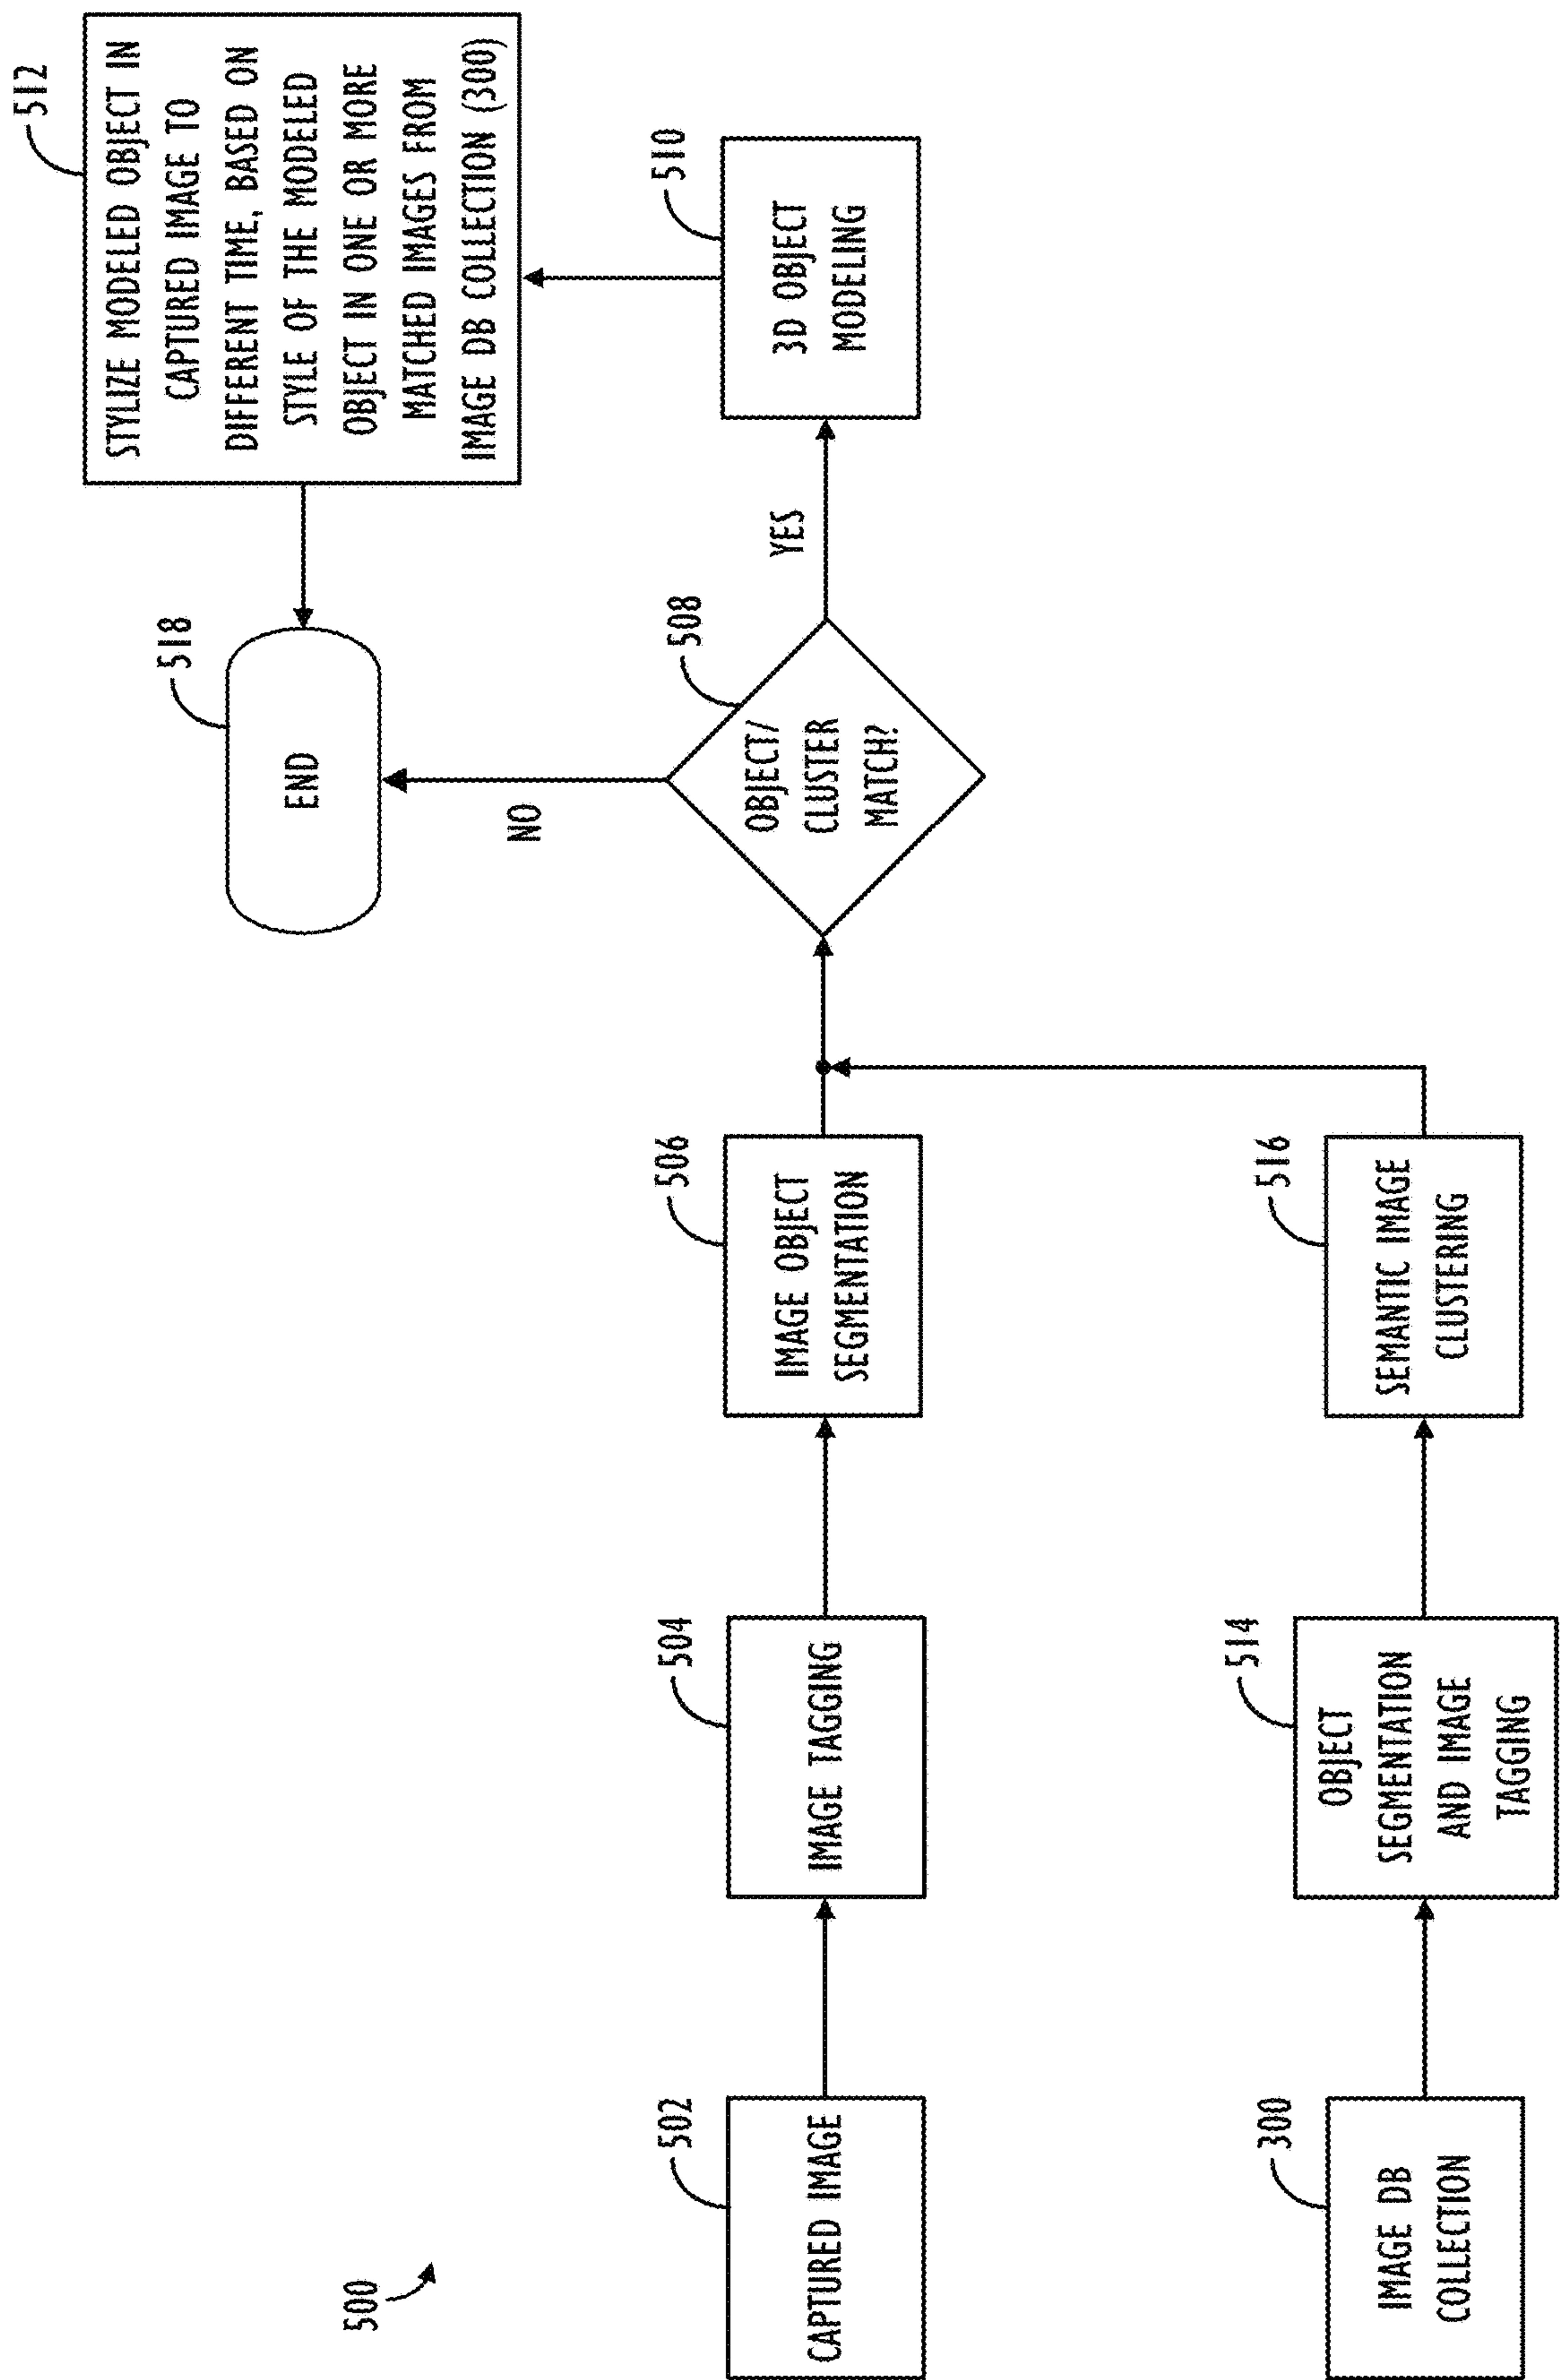 500
502
CAPTURED IMAGE
504
IMAGE TAGGING
506
IMAGE OBJECT
SEGMENTATION
508
OBJECT/
CLUSTER
MATCH?
NO
YES
518
END
510
3D OBJECT
MODELING
512
STYLIZE MODELED OBJECT IN
CAPTURED IMAGE TO
DIFFERENT TIME, BASED ON
STYLE OF THE MODELED
OBJECT IN ONE OR MORE
MATCHED IMAGES FROM
IMAGE DB COLLECTION (300)
300
IMAGE DB
COLLECTION
514
OBJECT
SEGMENTATION
AND IMAGE
TAGGING
516
SEMANTIC IMAGE
CLUSTERING